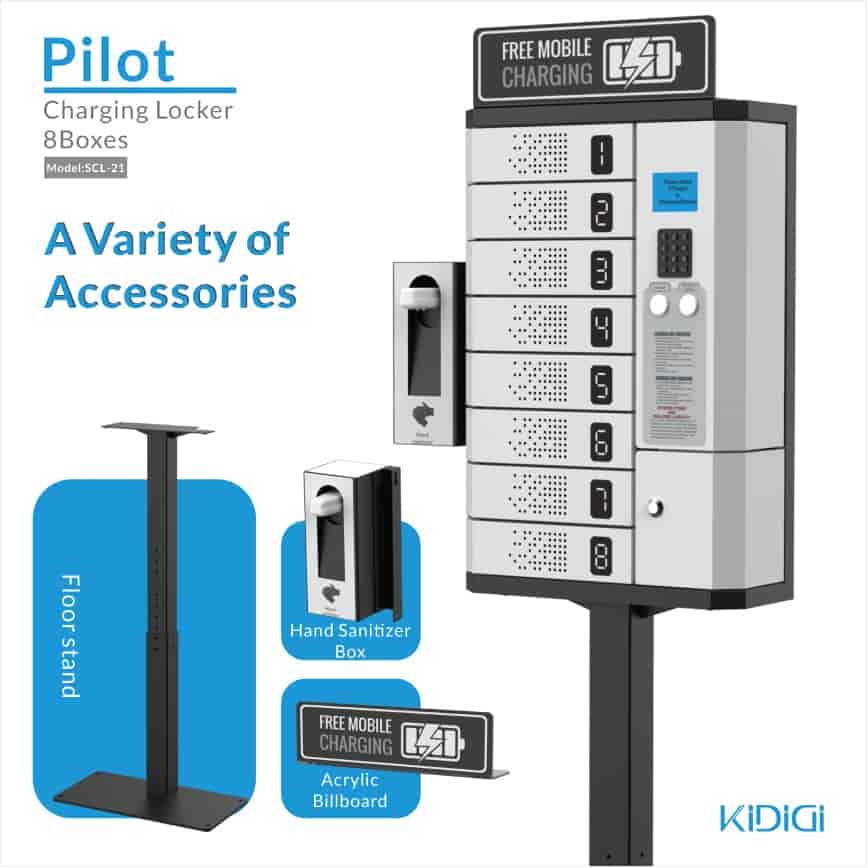 Pilot
Charging Locker
8Boxes
Model:SCL-21
A Variety of
Accessories
FREE MOBILE
CHARGING
1
2
3
4
5
6
7
8
Floor stand
Hand Sanitizer
Box
FREE MOBILE
CHARGING
Acrylic
Billboard
KiDiGi